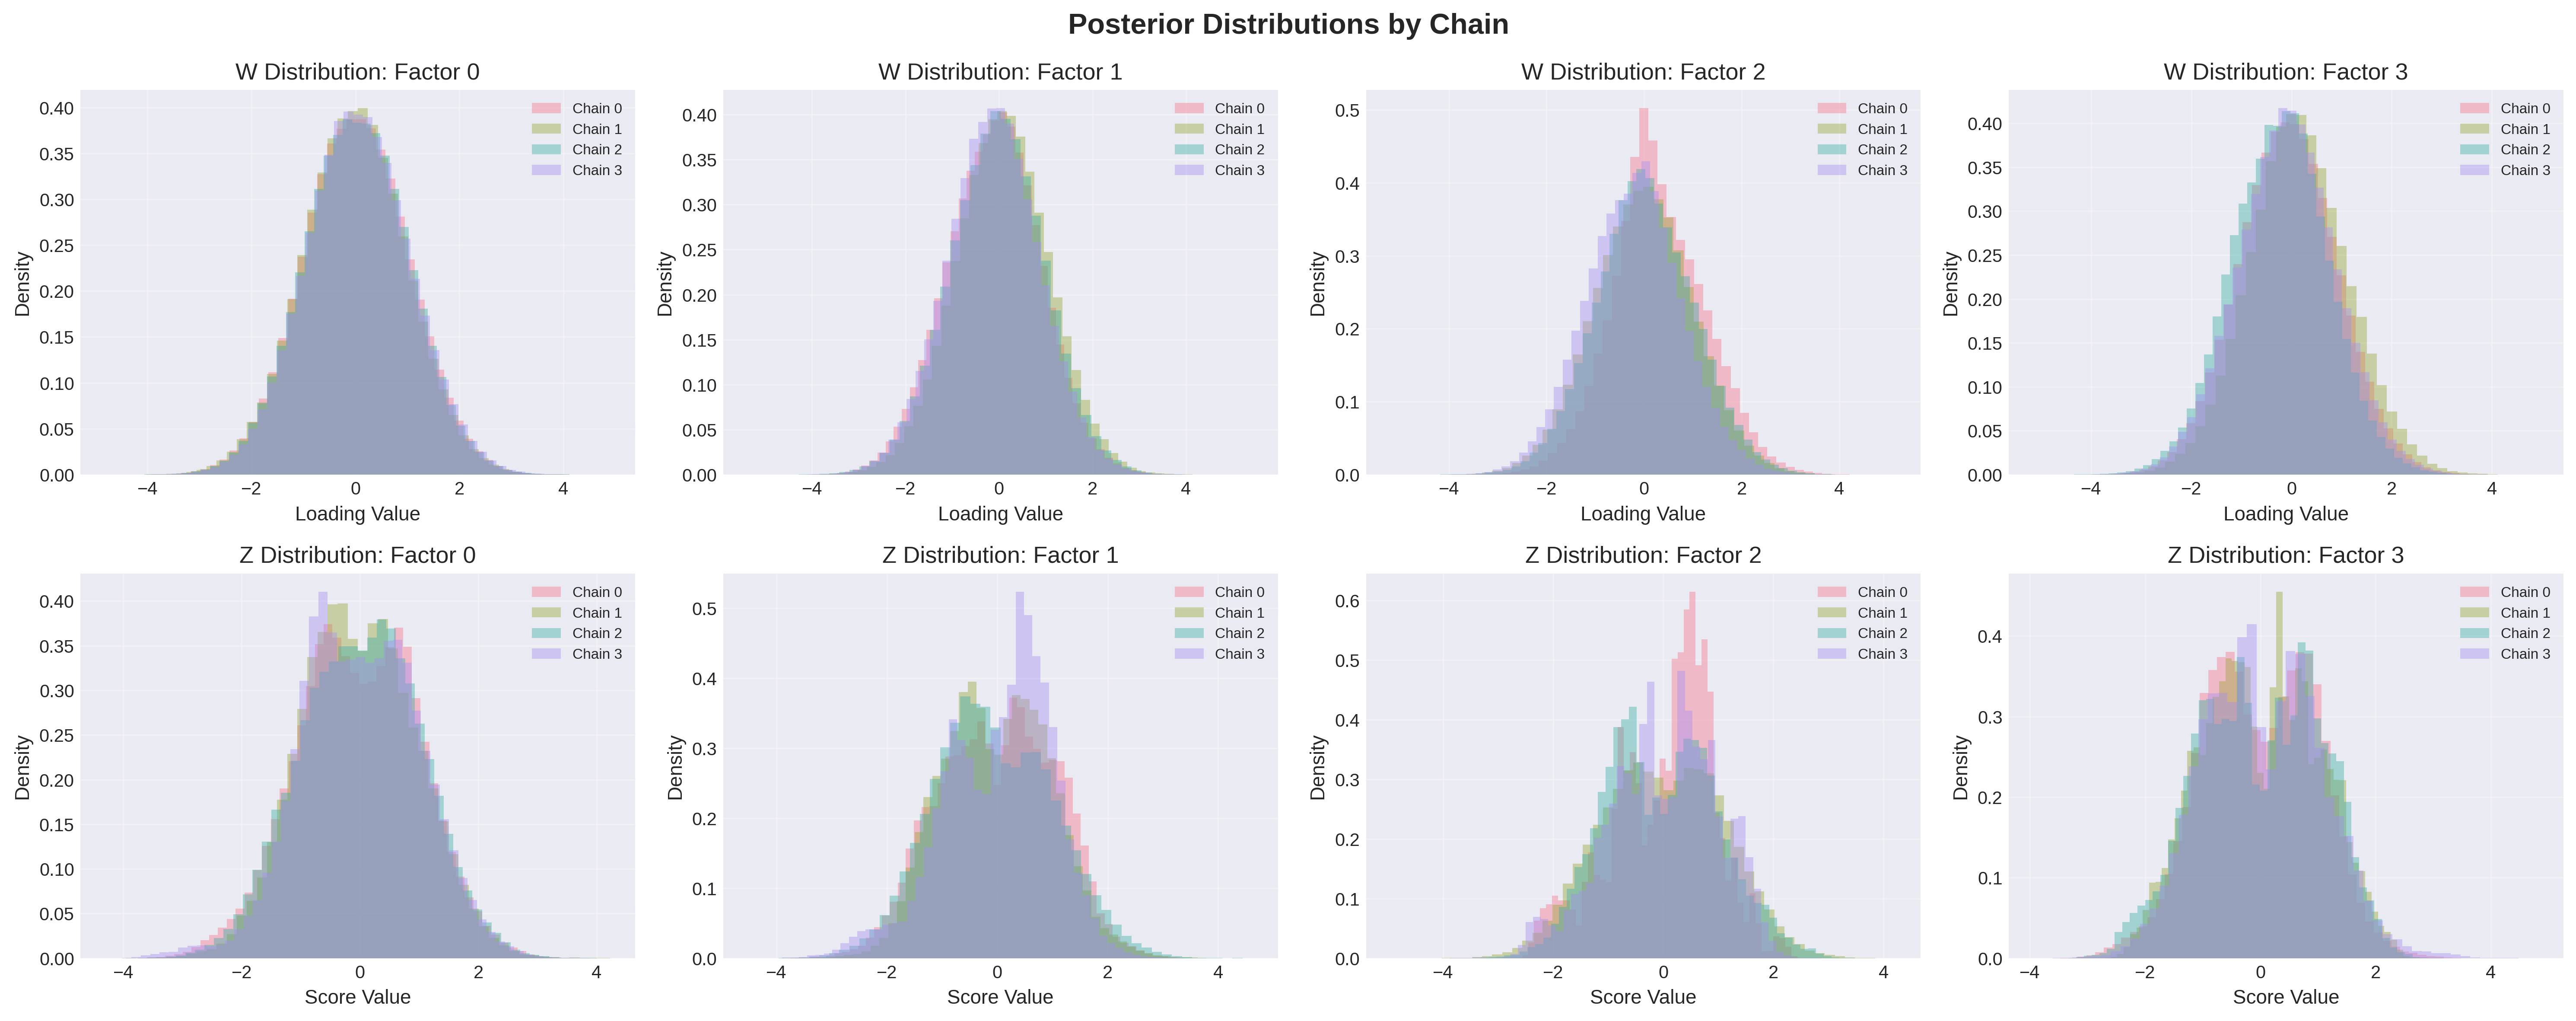 Posterior Distributions by Chain
W Distribution: Factor 0
0.40
0.35
0.30
0.25
0.20
0.15
0.10
0.05
0.00
Density
−4
−2
0
2
4
Loading Value
Chain 0
Chain 1
Chain 2
Chain 3
W Distribution: Factor 1
0.40
0.35
0.30
0.25
0.20
0.15
0.10
0.05
0.00
Density
−4
−2
0
2
4
Loading Value
Chain 0
Chain 1
Chain 2
Chain 3
W Distribution: Factor 2
0.5
0.4
0.3
0.2
0.1
0.0
Density
−4
−2
0
2
4
Loading Value
Chain 0
Chain 1
Chain 2
Chain 3
W Distribution: Factor 3
0.40
0.35
0.30
0.25
0.20
0.15
0.10
0.05
0.00
Density
−4
−2
0
2
4
Loading Value
Chain 0
Chain 1
Chain 2
Chain 3
Z Distribution: Factor 0
0.40
0.35
0.30
0.25
0.20
0.15
0.10
0.05
0.00
Density
−4
−2
0
2
4
Score Value
Chain 0
Chain 1
Chain 2
Chain 3
Z Distribution: Factor 1
0.5
0.4
0.3
0.2
0.1
0.0
Density
−4
−2
0
2
4
Score Value
Chain 0
Chain 1
Chain 2
Chain 3
Z Distribution: Factor 2
0.6
0.5
0.4
0.3
0.2
0.1
0.0
Density
−4
−2
0
2
4
Score Value
Chain 0
Chain 1
Chain 2
Chain 3
Z Distribution: Factor 3
0.4
0.3
0.2
0.1
0.0
Density
−4
−2
0
2
4
Score Value
Chain 0
Chain 1
Chain 2
Chain 3